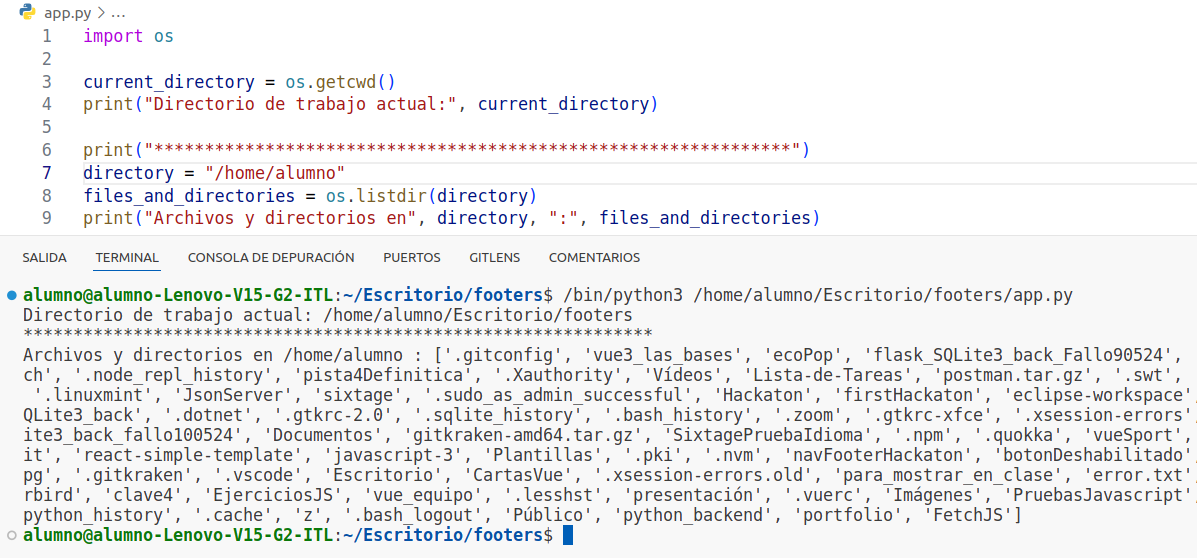 app.py > ...
1 import os
2
3 current_directory = os.getcwd()
4 print("Directorio de trabajo actual:", current_directory)
5
6 print("***************************************************************")
7 directory = "/home/alumno"
8 files_and_directories = os.listdir(directory)
9 print("Archivos y directorios en", directory, ":", files_and_directories)
SALIDA TERMINAL CONSOLA DE DEPURACIÓN PUERTOS GITLENS COMENTARIOS
alumno@alumno-Lenovo-V15-G2-ITL:~/Escritorio/footers$ /bin/python3 /home/alumno/Escritorio/footers/app.py
Directorio de trabajo actual: /home/alumno/Escritorio/footers
***************************************************************
Archivos y directorios en /home/alumno : ['.gitconfig', 'vue3_las_bases', 'ecoPop', 'flask_SQLite3_back_Fallo90524',
ch', '.node_repl_history', 'pista4Definitica', '.Xauthority', 'Vídeos', 'Lista-de-Tareas', 'postman.tar.gz', '.swt',
'.linuxmint', 'JsonServer', 'sixtage', '.sudo_as_admin_successful', 'Hackaton', 'firstHackaton', 'eclipse-workspace'
QLite3_back', '.dotnet', '.gtkrc-2.0', '.sqlite_history', '.bash_history', '.zoom', '.gtkrc-xfce', '.xsession-errors'
ite3_back_fallo100524', 'Documentos', 'gitkraken-amd64.tar.gz', 'SixtagePruebaIdioma', '.npm', '.quokka', 'vueSport',
it', 'react-simple-template', 'javascript-3', 'Plantillas', '.pki', '.nvm', 'navFooterHackaton', 'botonDeshabilitado'
pg', '.gitkraken', '.vscode', 'Escritorio', 'CartasVue', '.xsession-errors.old', 'para_mostrar_en_clase', 'error.txt'
rbird', 'clave4', 'EjerciciosJS', 'vue_equipo', '.lesshst', 'presentación', '.vuerc', 'Imágenes', 'PruebasJavascript'
python_history', '.cache', 'z', '.bash_logout', 'Público', 'python_backend', 'portfolio', 'FetchJS']
alumno@alumno-Lenovo-V15-G2-ITL:~/Escritorio/footers$